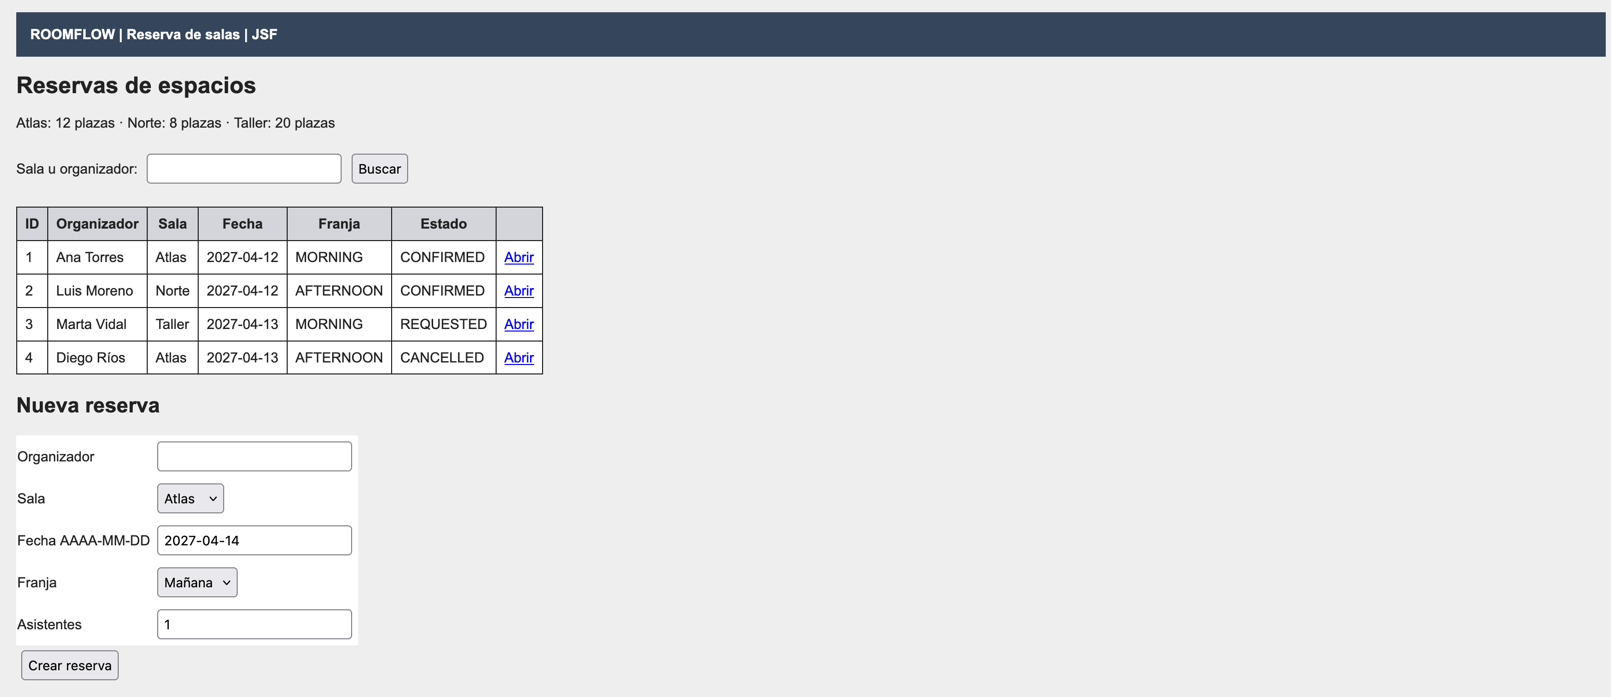 ROOMFLOW | Reserva de salas | JSF
Reservas de espacios
Atlas: 12 plazas · Norte: 8 plazas · Taller: 20 plazas
Sala u organizador: Buscar
ID Organizador Sala Fecha Franja Estado
1 Ana Torres Atlas 2027-04-12 MORNING CONFIRMED Abrir
2 Luis Moreno Norte 2027-04-12 AFTERNOON CONFIRMED Abrir
3 Marta Vidal Taller 2027-04-13 MORNING REQUESTED Abrir
4 Diego Ríos Atlas 2027-04-13 AFTERNOON CANCELLED Abrir
Nueva reserva
Organizador
Sala Atlas
Fecha AAAA-MM-DD 2027-04-14
Franja Mañana
Asistentes 1
Crear reserva